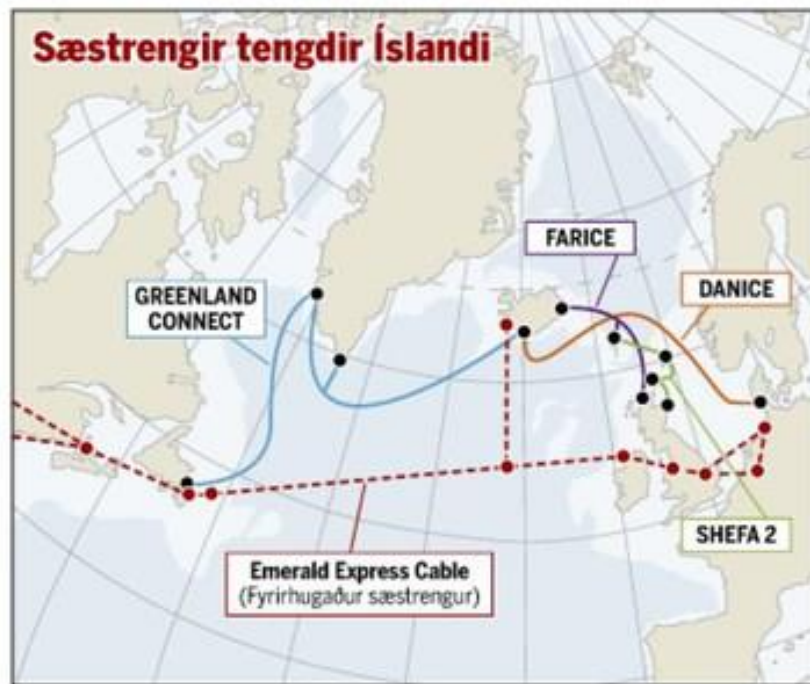 Sæstrengir tengdir Íslandi
FARICE
GREENLAND
CONNECT
DANICE
SHEFA 2
Emerald Express Cable
(Fyrirhugaður sæstrengur)